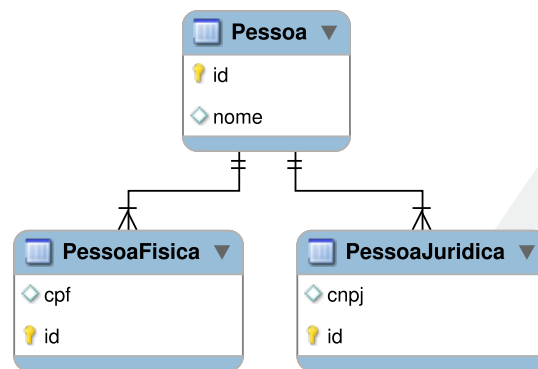 Pessoa
id
nome
PessoaFisica
cpf
id
PessoaJuridica
cnpj
id